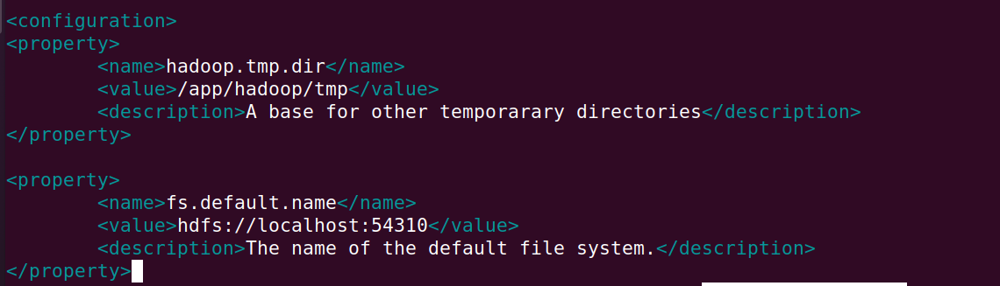 <configuration>
<property>
        <name>hadoop.tmp.dir</name>
        <value>/app/hadoop/tmp</value>
        <description>A base for other temporarary directories</description>
</property>

<property>
        <name>fs.default.name</name>
        <value>hdfs://localhost:54310</value>
        <description>The name of the default file system.</description>
</property>